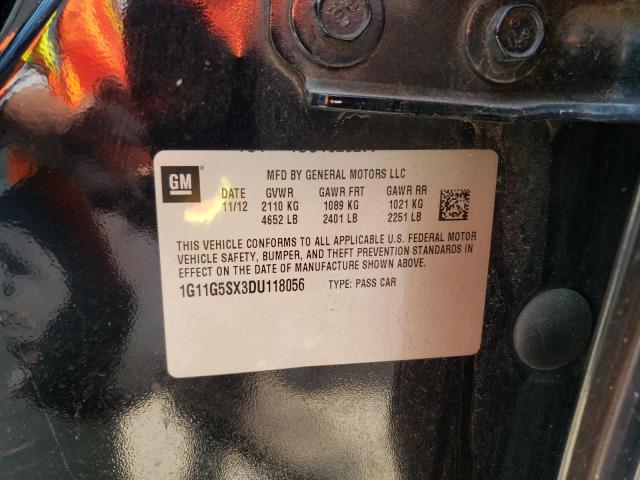 GM
MFD BY GENERAL MOTORS LLC
DATE GVWR GAWR FRT GAWR RR
11/12 2110 KG 1089 KG 1021 KG
4652 LB 2401 LB 2251 LB
THIS VEHICLE CONFORMS TO ALL APPLICABLE U.S. FEDERAL MOTOR
VEHICLE SAFETY, BUMPER, AND THEFT PREVENTION STANDARDS IN
EFFECT ON THE DATE OF MANUFACTURE SHOWN ABOVE.
1G11G5SX3DU118056 TYPE: PASS CAR